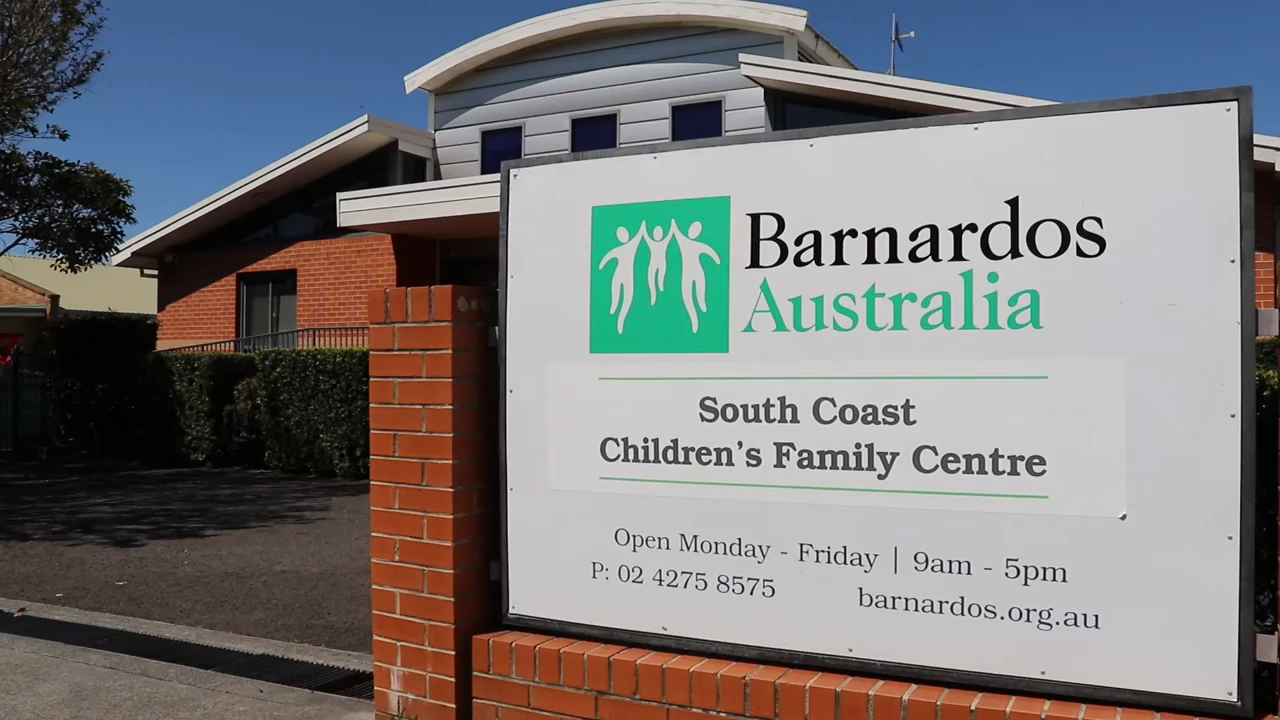 Barnardos
Australia
South Coast
Children's Family Centre
Open Monday - Friday | 9am - 5pm
P: 02 4275 8575 barnardos.org.au